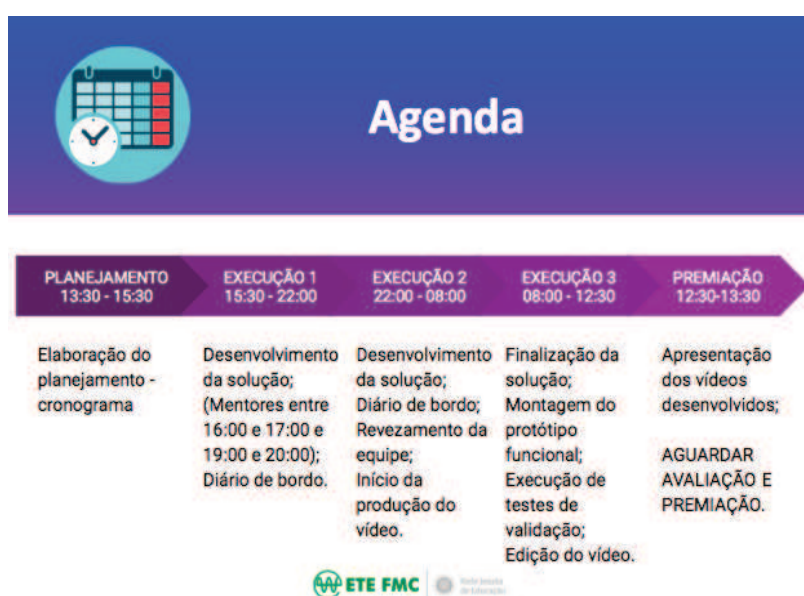 Agenda
PLANEJAMENTO
13:30 - 15:30
EXECUÇÃO 1
15:30 - 22:00
EXECUÇÃO 2
22:00 - 08:00
EXECUÇÃO 3
08:00 - 12:30
PREMIAÇÃO
12:30-13:30
Elaboração do
planejamento -
cronograma
Desenvolvimento
da solução;
(Mentores entre
16:00 e 17:00 e
19:00 e 20:00);
Diário de bordo.
Desenvolvimento
da solução;
Diário de bordo;
Revezamento da
equipe;
Início da
produção do
vídeo.
Finalização da
solução;
Montagem do
protótipo
funcional;
Execução de
testes de
validação;
Edição do vídeo.
Apresentação
dos vídeos
desenvolvidos;
AGUARDAR
AVALIAÇÃO E
PREMIAÇÃO.
ETE FMC
de Educação